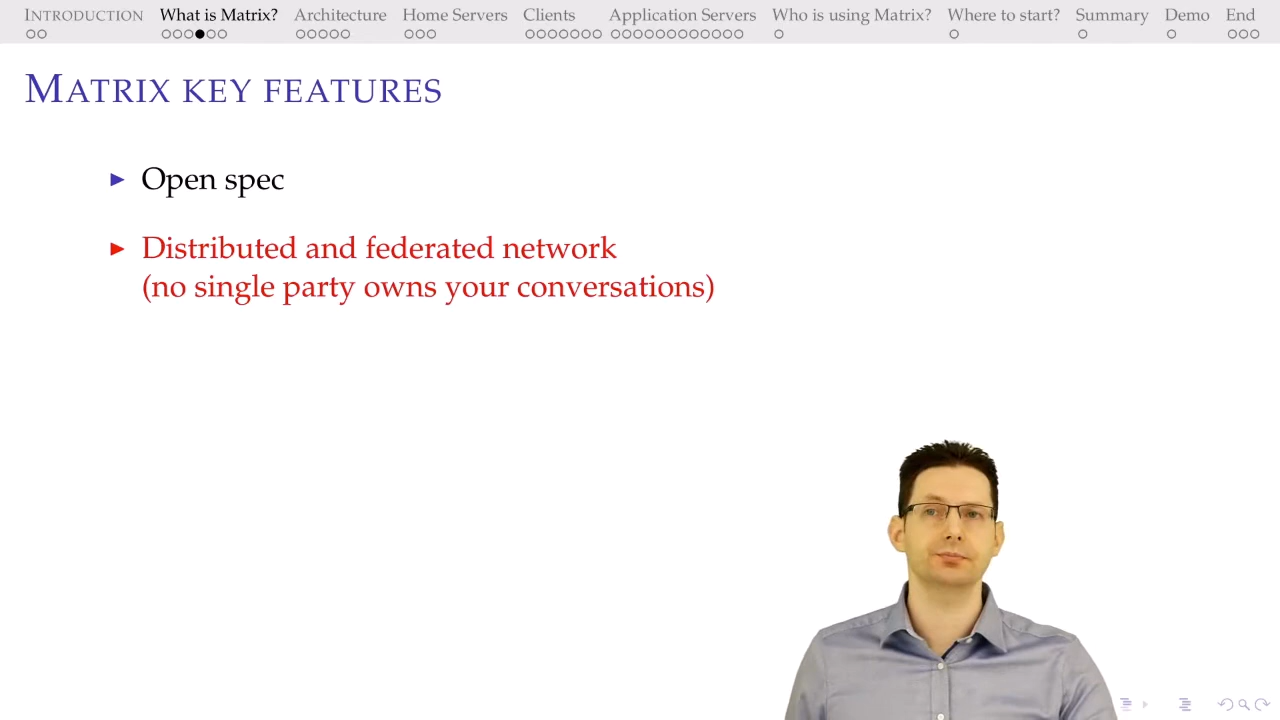 INTRODUCTION What is Matrix? Architecture Home Servers Clients Application Servers Who is using Matrix? Where to start? Summary Demo End
MATRIX KEY FEATURES
Open spec
Distributed and federated network
(no single party owns your conversations)